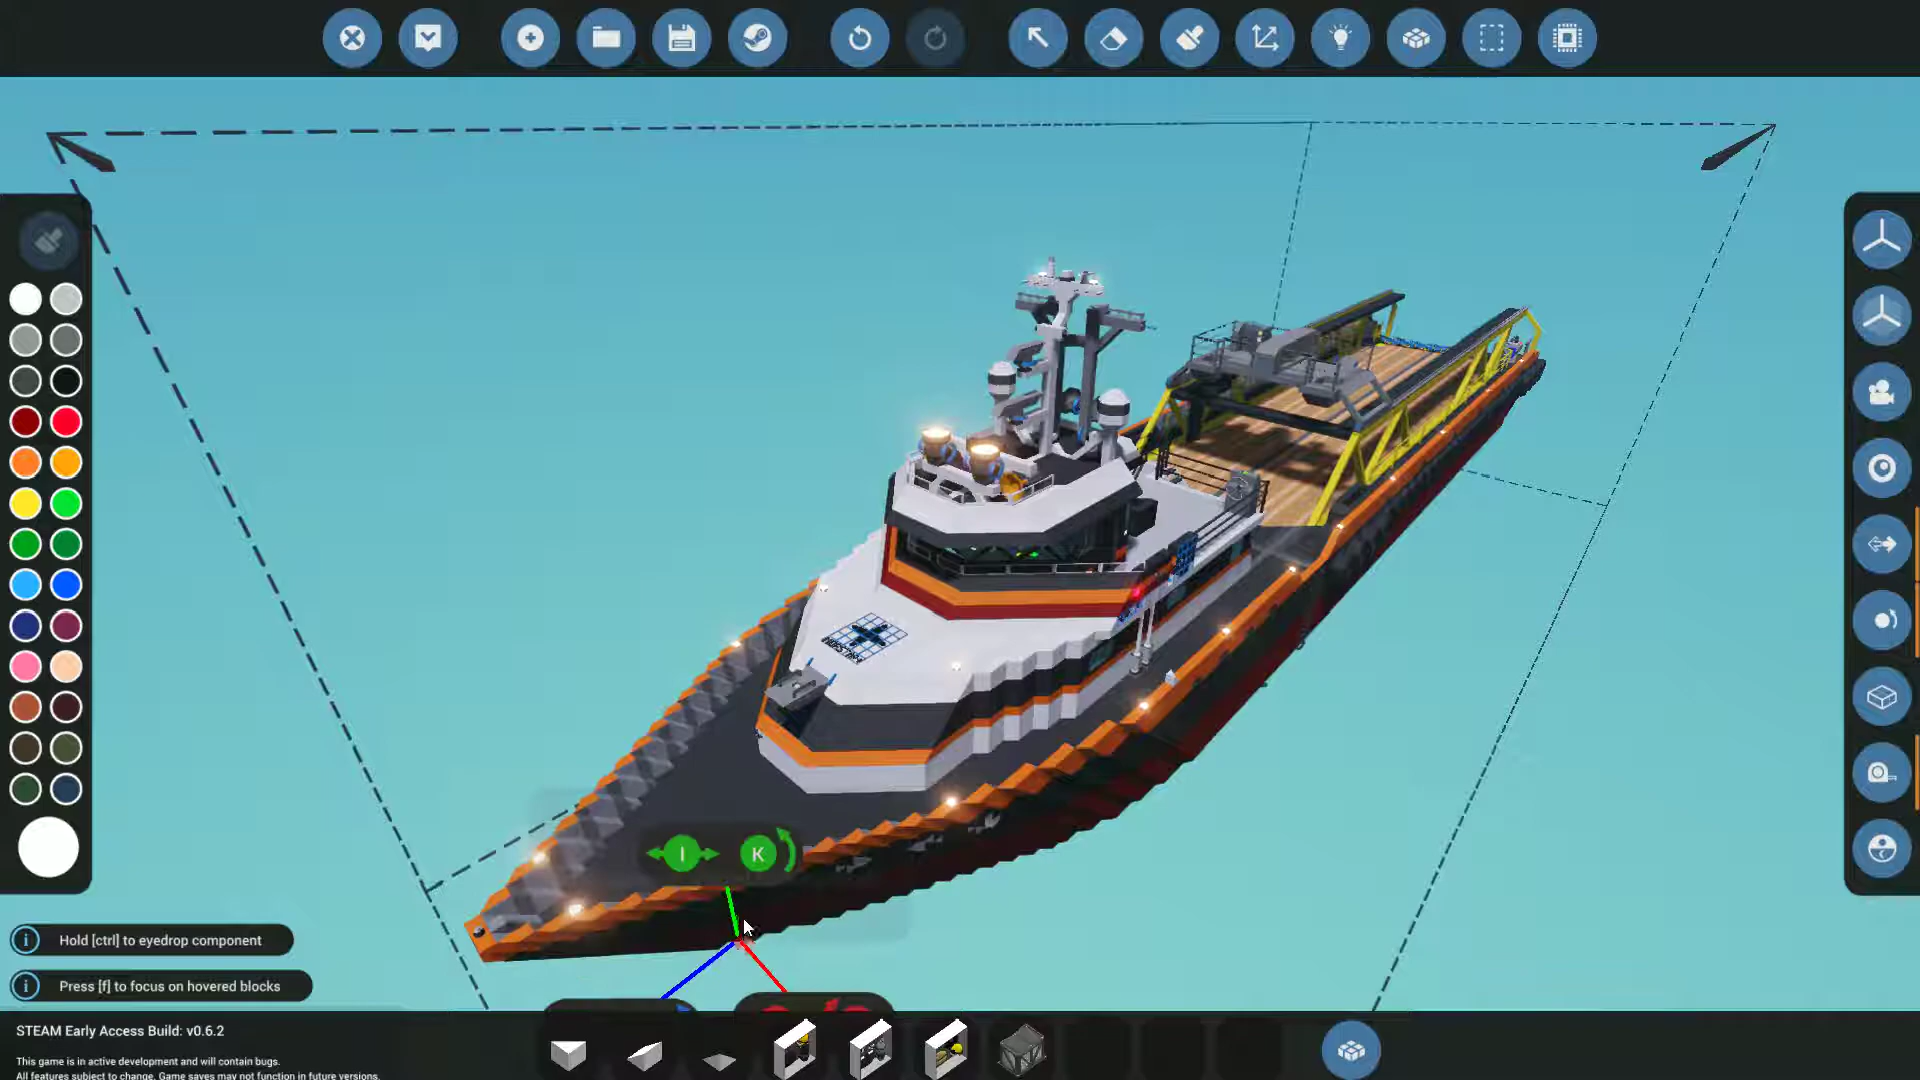 I
K
Hold [ctrl] to eyedrop component
Press [f] to focus on hovered blocks
STEAM Early Access Build: v0.6.2
This game is in active development and will contain bugs.
All features subject to change. Game saves may not function in future versions.